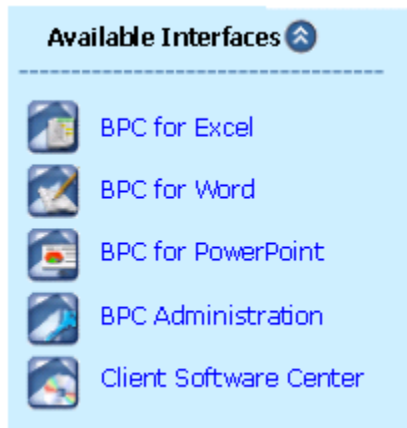 Available Interfaces
BPC for Excel
BPC for Word
BPC for PowerPoint
BPC Administration
Client Software Center